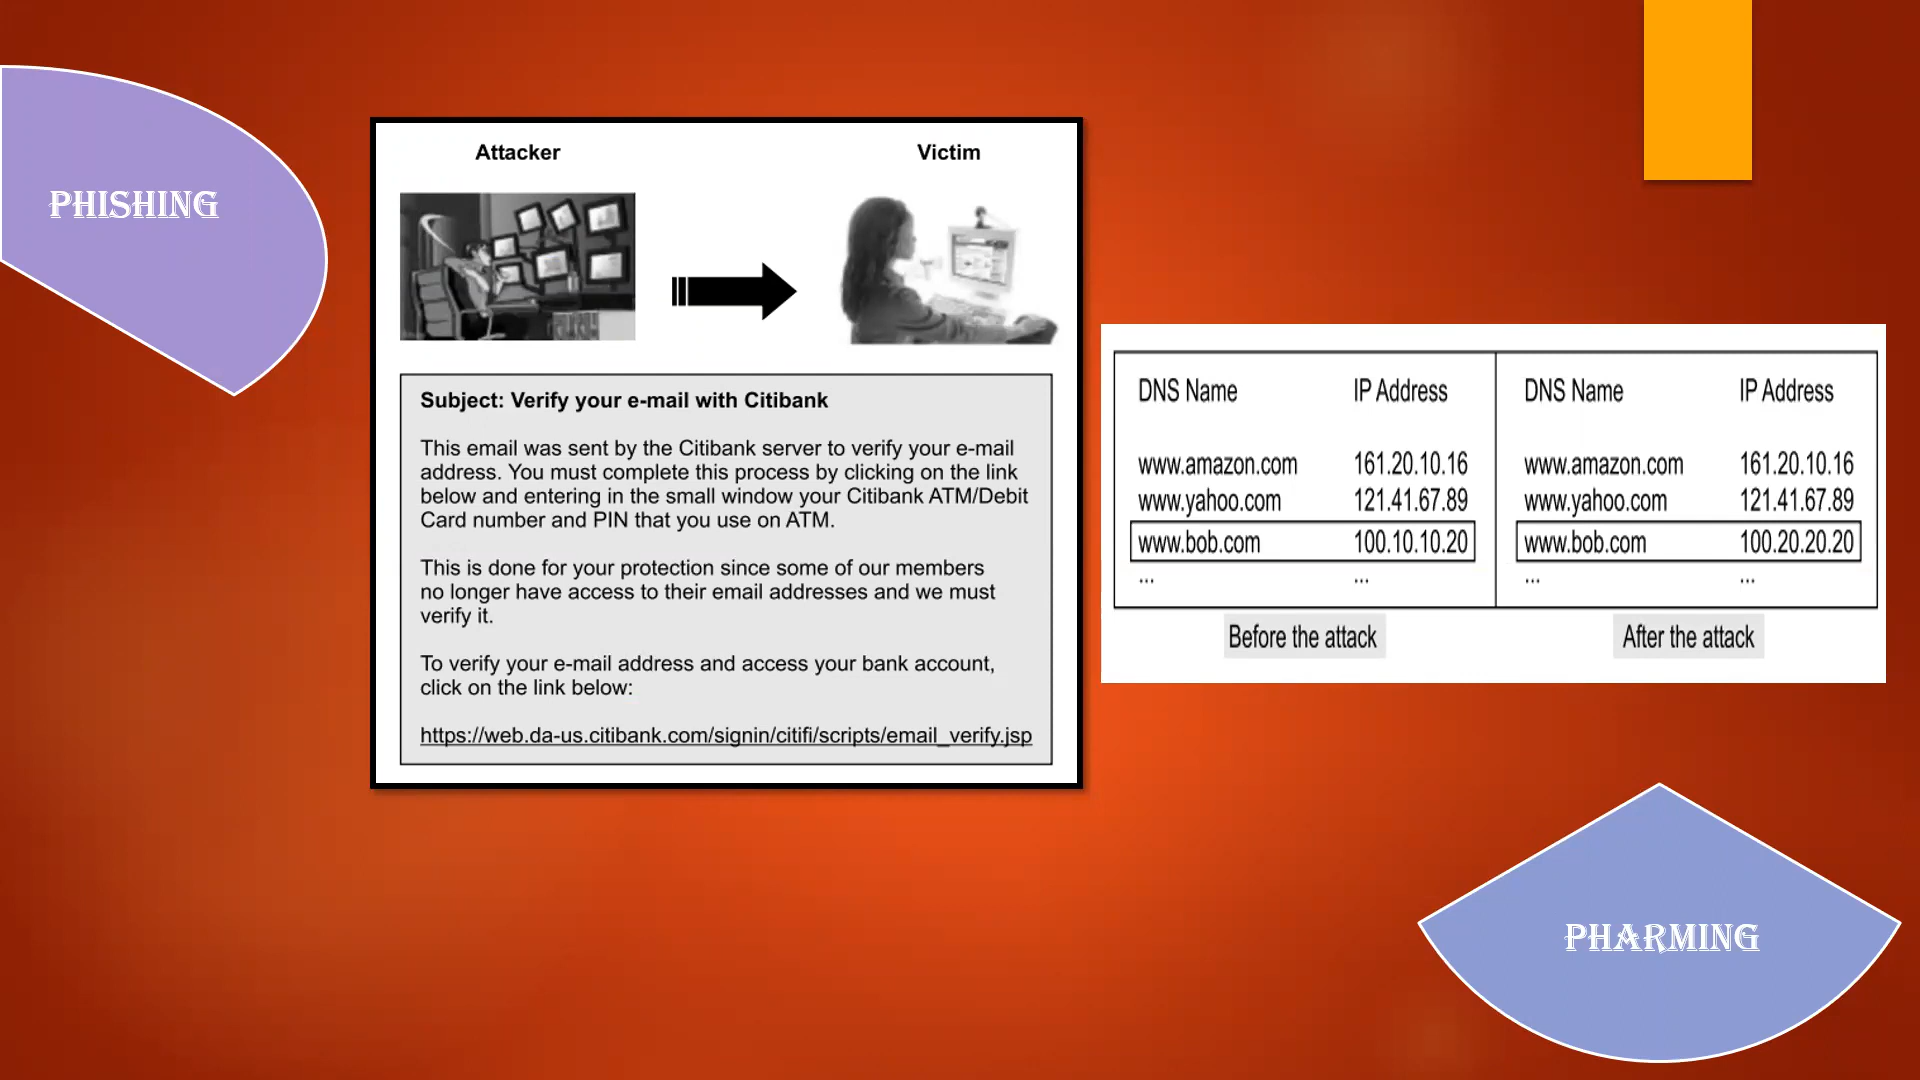 PHISHING
Attacker
Victim
Subject: Verify your e-mail with Citibank
This email was sent by the Citibank server to verify your e-mail
address. You must complete this process by clicking on the link
below and entering in the small window your Citibank ATM/Debit
Card number and PIN that you use on ATM.
This is done for your protection since some of our members
no longer have access to their email addresses and we must
verify it.
To verify your e-mail address and access your bank account,
click on the link below:
https://web.da-us.citibank.com/signin/citifi/scripts/email_verify.jsp
DNS Name IP Address
www.amazon.com 161.20.10.16
www.yahoo.com 121.41.67.89
www.bob.com 100.10.10.20
... ...
Before the attack
DNS Name IP Address
www.amazon.com 161.20.10.16
www.yahoo.com 121.41.67.89
www.bob.com 100.20.20.20
... ...
After the attack
PHARMING